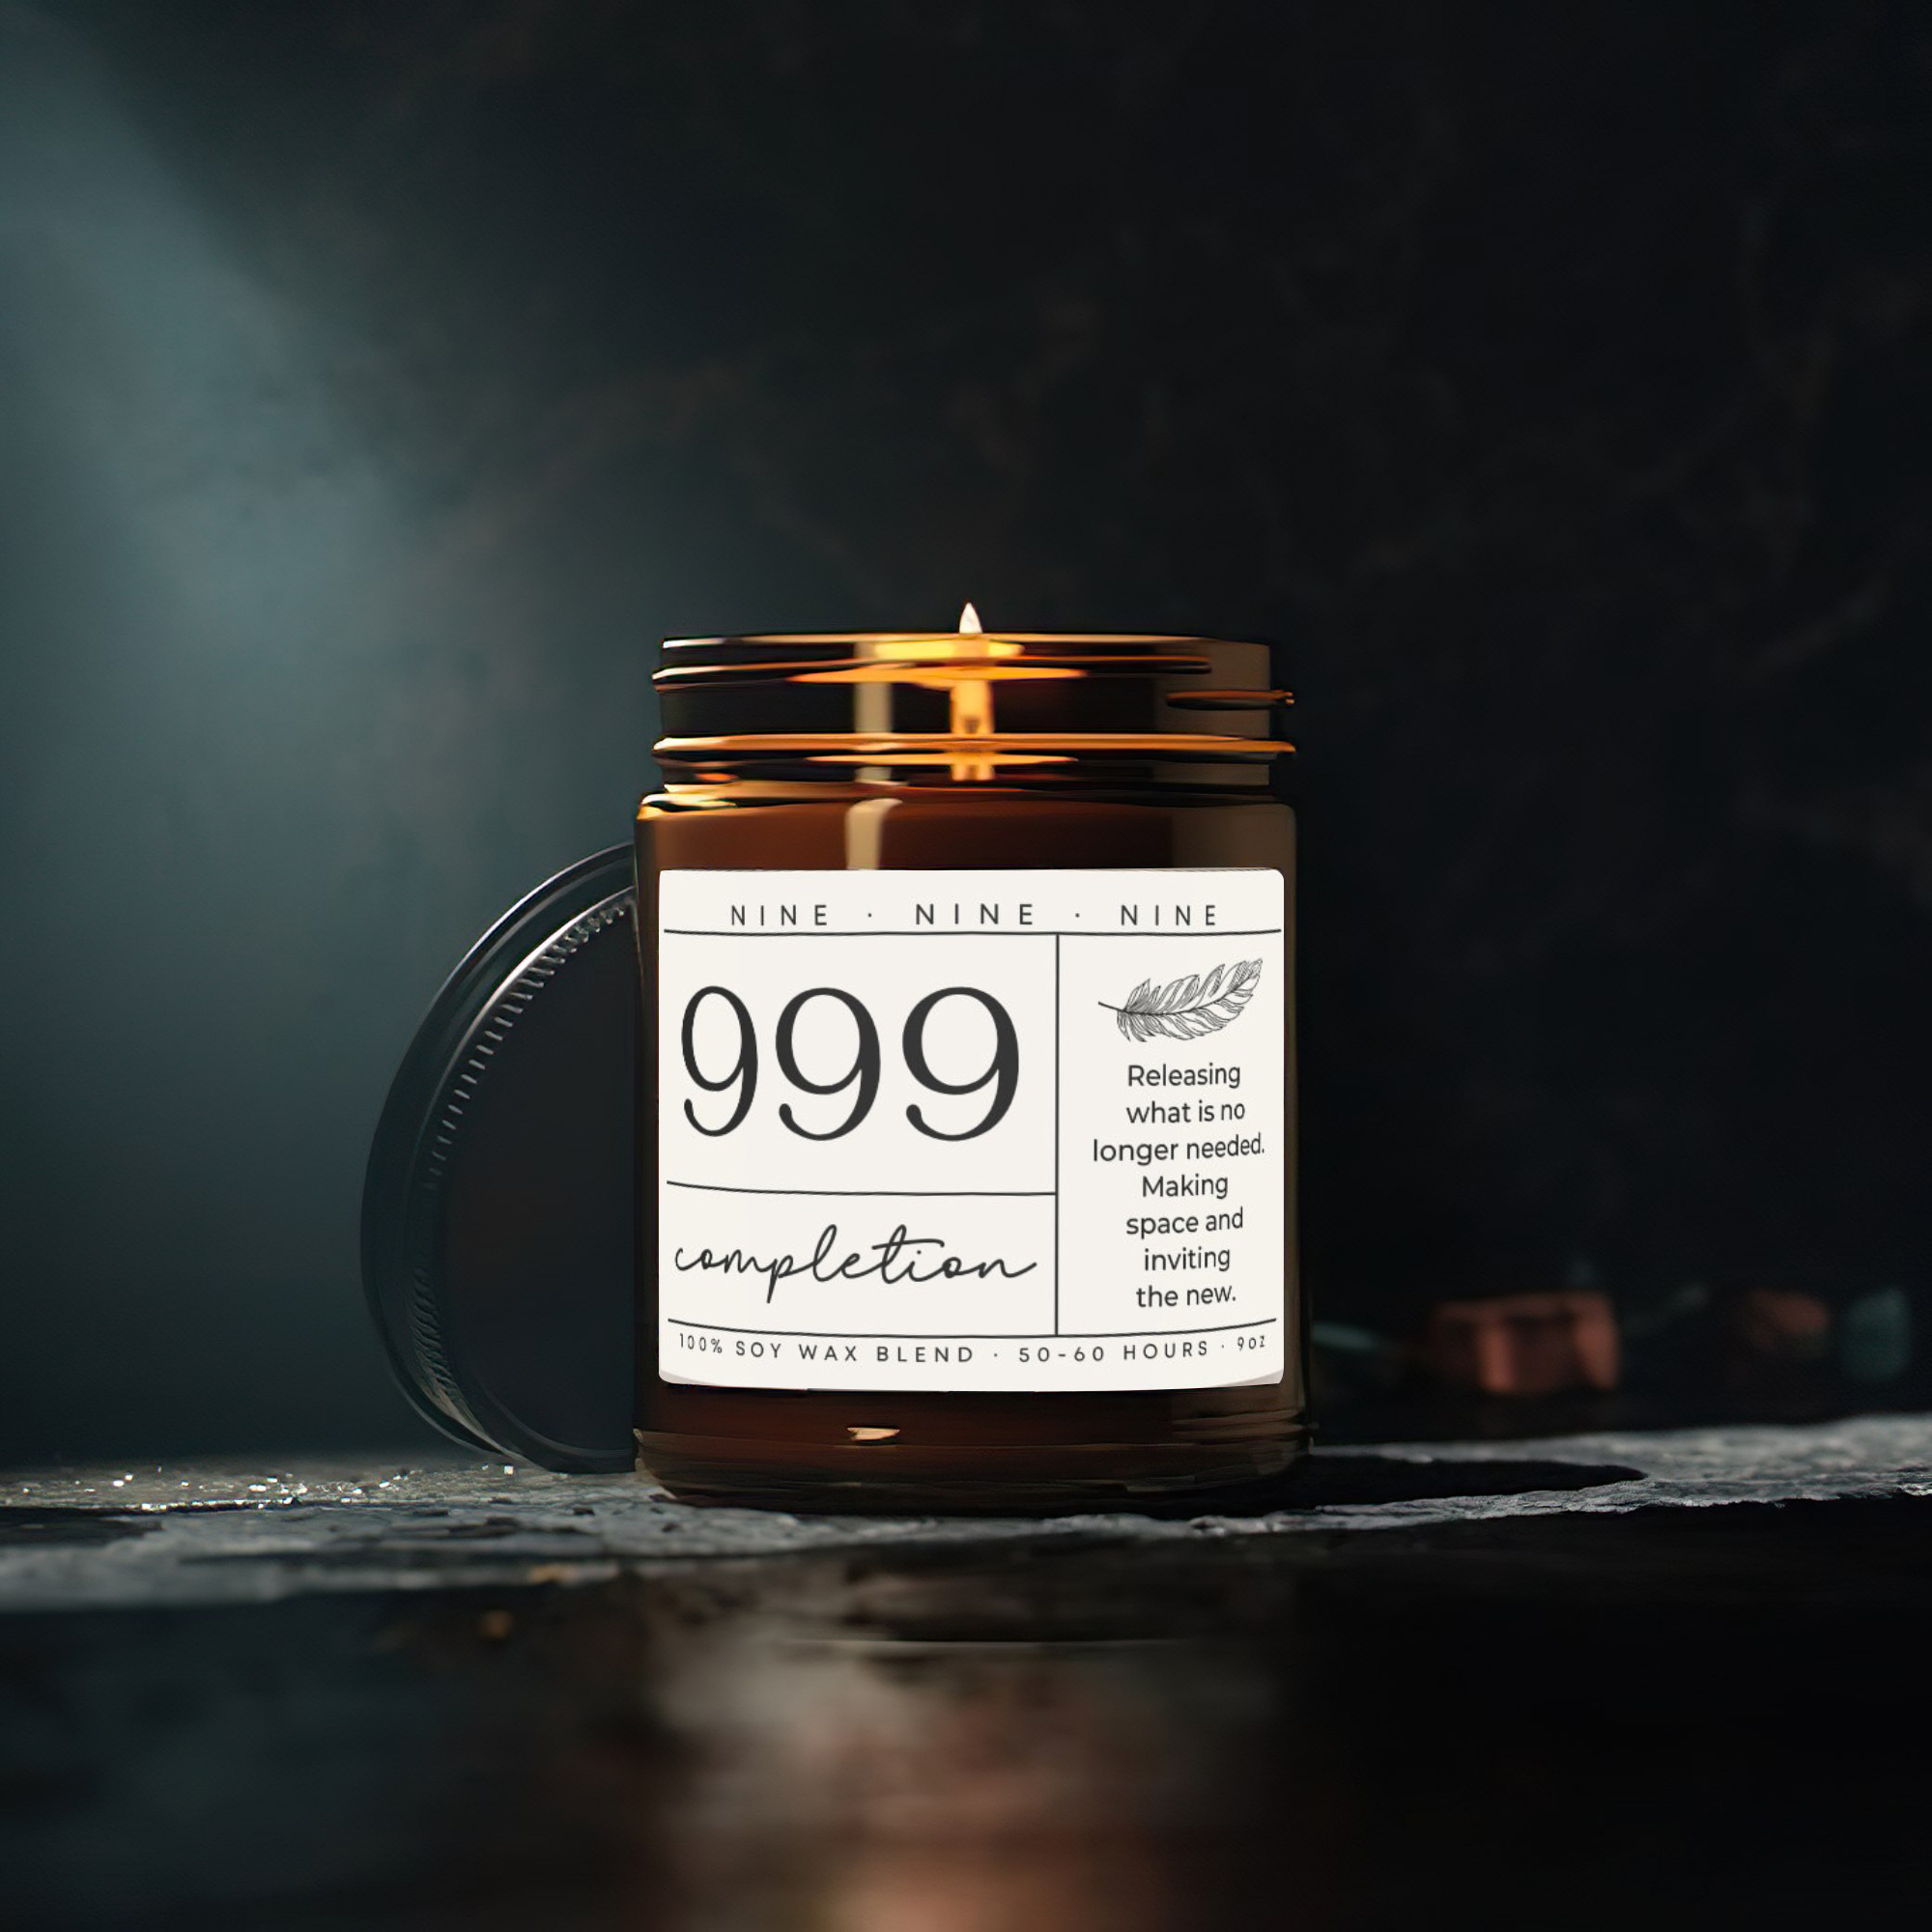 NINE · NINE · NINE
999
completion
Releasing
what is no
longer needed.
Making
space and
inviting
the new.
100% SOY WAX BLEND · 50-60 HOURS · 9oz